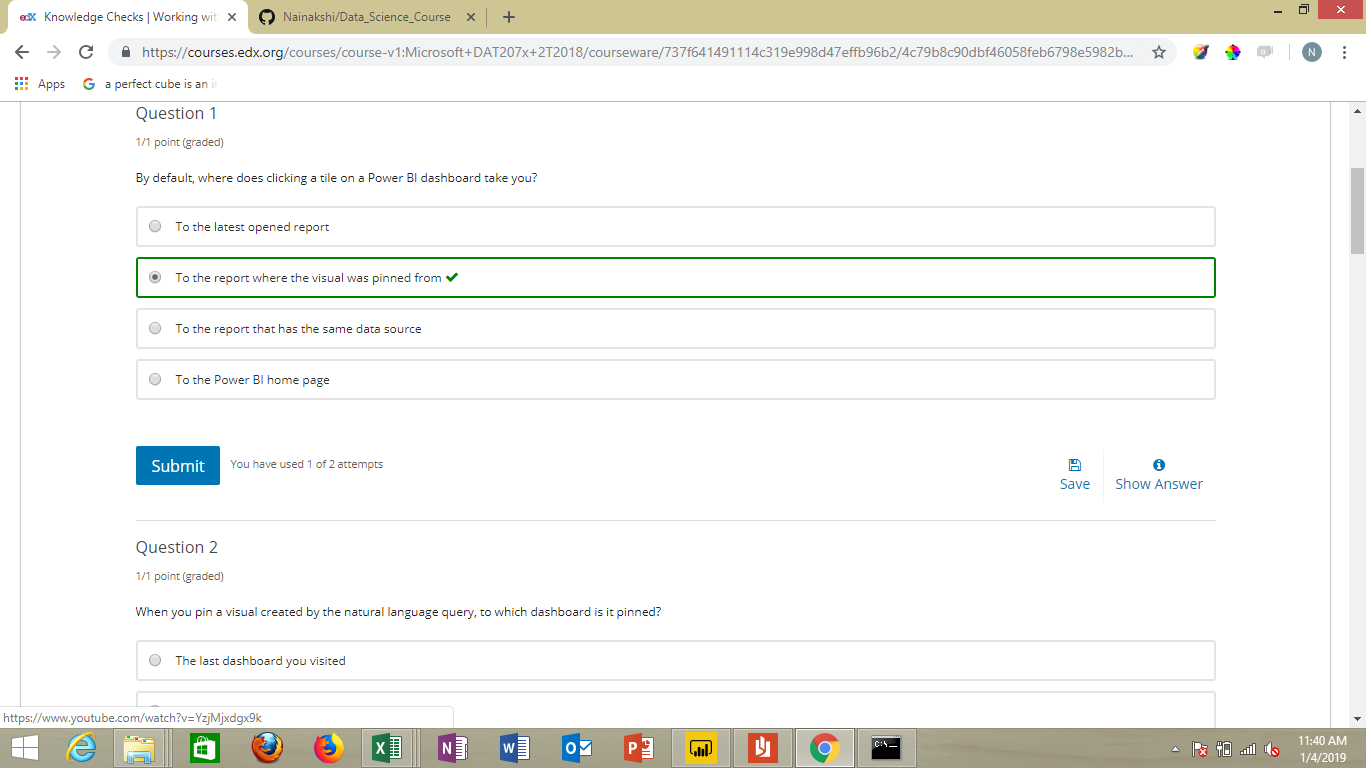 edX Knowledge Checks | Working wit
Nainakshi/Data_Science_Course
https://courses.edx.org/courses/course-v1:Microsoft+DAT207x+2T2018/courseware/737f641491114c319e998d47effb96b2/4c79b8c90dbf46058feb6798e5982b...
N
Apps
G a perfect cube is an i
Question 1
1/1 point (graded)
By default, where does clicking a tile on a Power BI dashboard take you?
To the latest opened report
To the report where the visual was pinned from
To the report that has the same data source
To the Power BI home page
Submit
You have used 1 of 2 attempts
Save
Show Answer
Question 2
1/1 point (graded)
When you pin a visual created by the natural language query, to which dashboard is it pinned?
The last dashboard you visited
https://www.youtube.com/watch?v=YzjMjxdgx9k
11:40 AM
1/4/2019